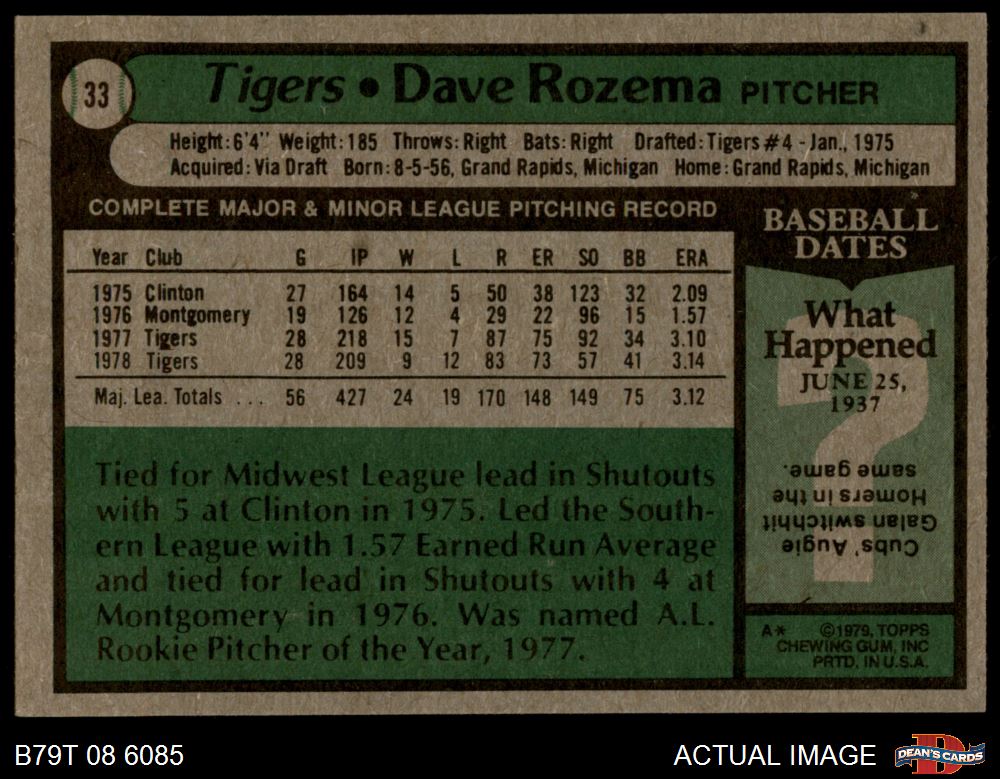 33
Tigers • Dave Rozema PITCHER
Height:6'4" Weight:185 Throws:Right Bats:Right Drafted:Tigers #4 - Jan., 1975
Acquired:Via Draft Born:8-5-56, Grand Rapids, Michigan Home:Grand Rapids, Michigan
COMPLETE MAJOR & MINOR LEAGUE PITCHING RECORD
Year Club G IP W L R ER SO BB ERA
1975 Clinton 27 164 14 5 50 38 123 32 2.09
1976 Montgomery 19 126 12 4 29 22 96 15 1.57
1977 Tigers 28 218 15 7 87 75 92 34 3.10
1978 Tigers 28 209 9 12 83 73 57 41 3.14
Maj. Lea. Totals ... 56 427 24 19 170 148 149 75 3.12
Tied for Midwest League lead in Shutouts
with 5 at Clinton in 1975. Led the South-
ern League with 1.57 Earned Run Average
and tied for lead in Shutouts with 4 at
Montgomery in 1976. Was named A.L.
Rookie Pitcher of the Year, 1977.
BASEBALL
DATES
What
Happened
JUNE 25,
1937
?
Cubs' Augie
Galan switchhit
Homers in the
same game.
A* ©1979, TOPPS
CHEWING GUM, INC
PRTD. IN U.S.A.
B79T 08 6085
ACTUAL IMAGE
D
DEAN'S CARDS